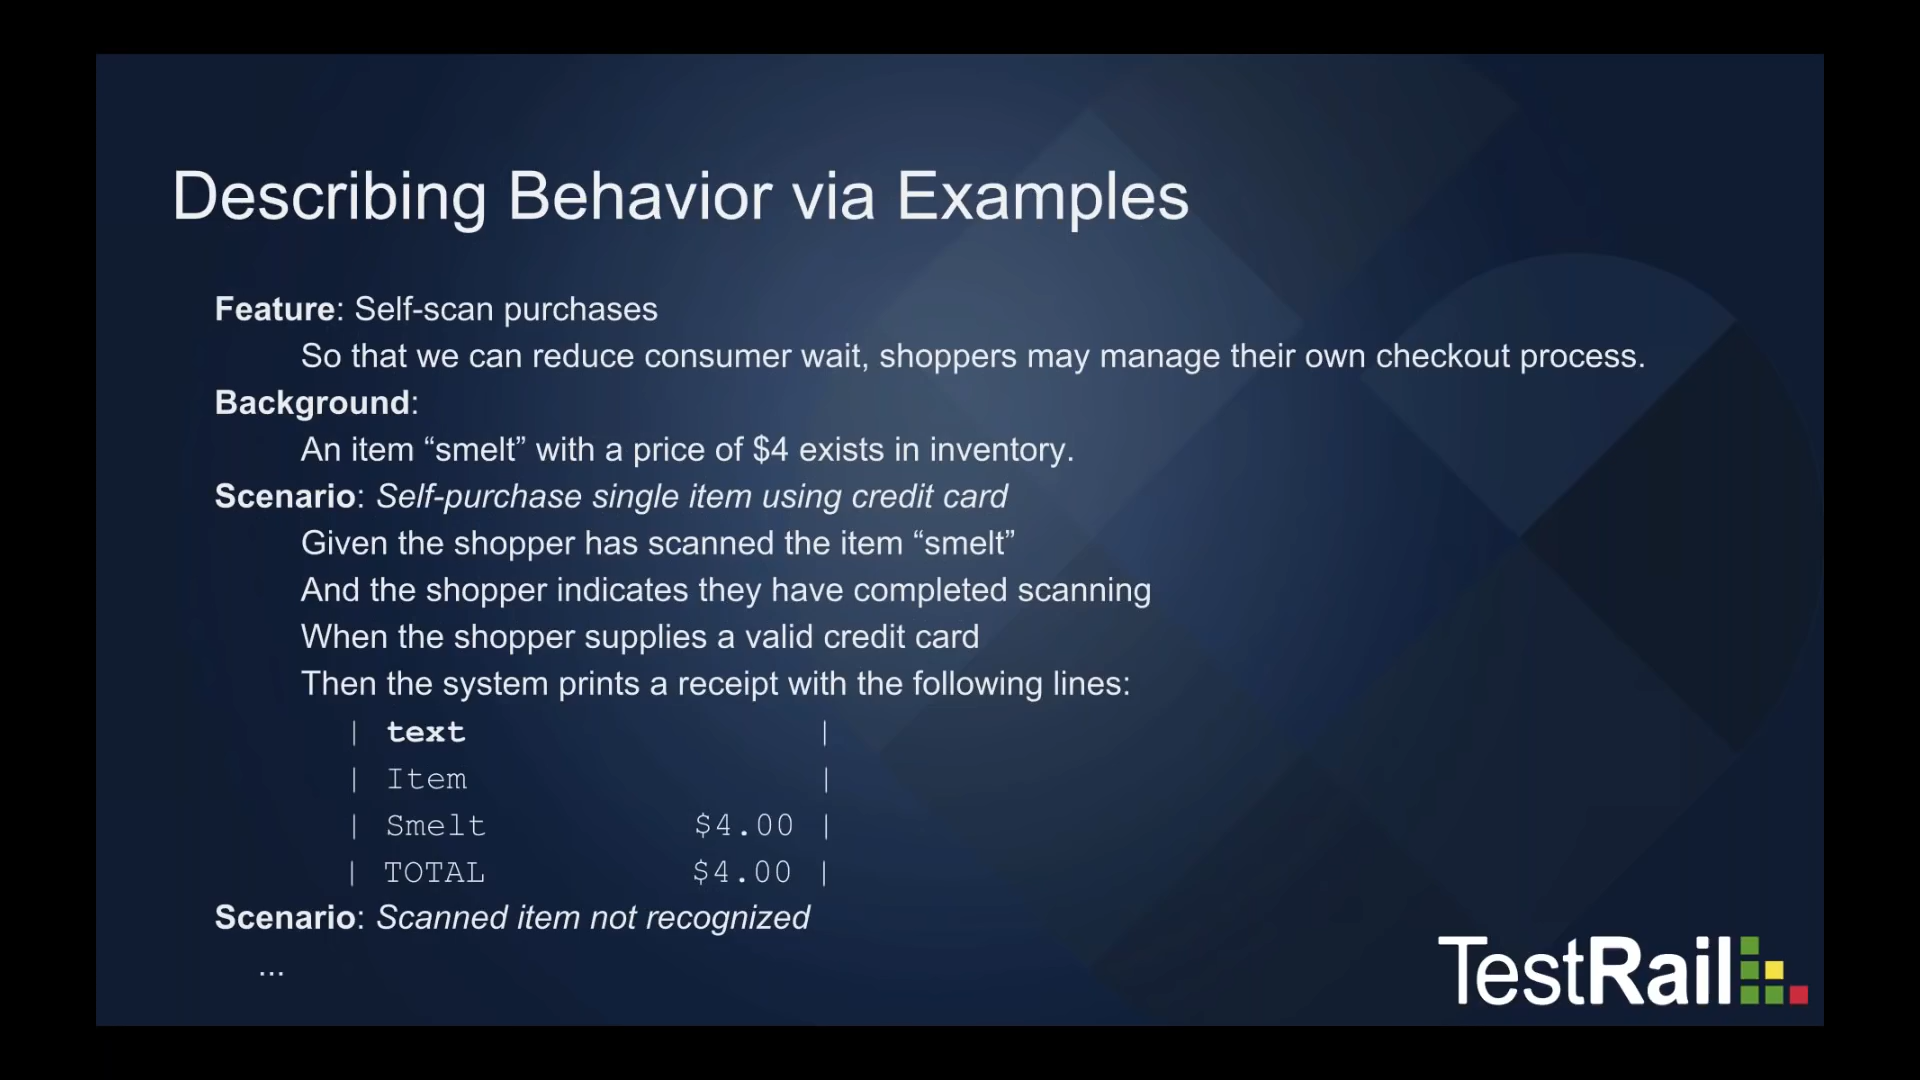 Describing Behavior via Examples
Feature: Self-scan purchases
So that we can reduce consumer wait, shoppers may manage their own checkout process.
Background:
An item “smelt” with a price of $4 exists in inventory.
Scenario: Self-purchase single item using credit card
Given the shopper has scanned the item “smelt”
And the shopper indicates they have completed scanning
When the shopper supplies a valid credit card
Then the system prints a receipt with the following lines:
| text |
| Item |
| Smelt $4.00 |
| TOTAL $4.00 |
Scenario: Scanned item not recognized
...
TestRail